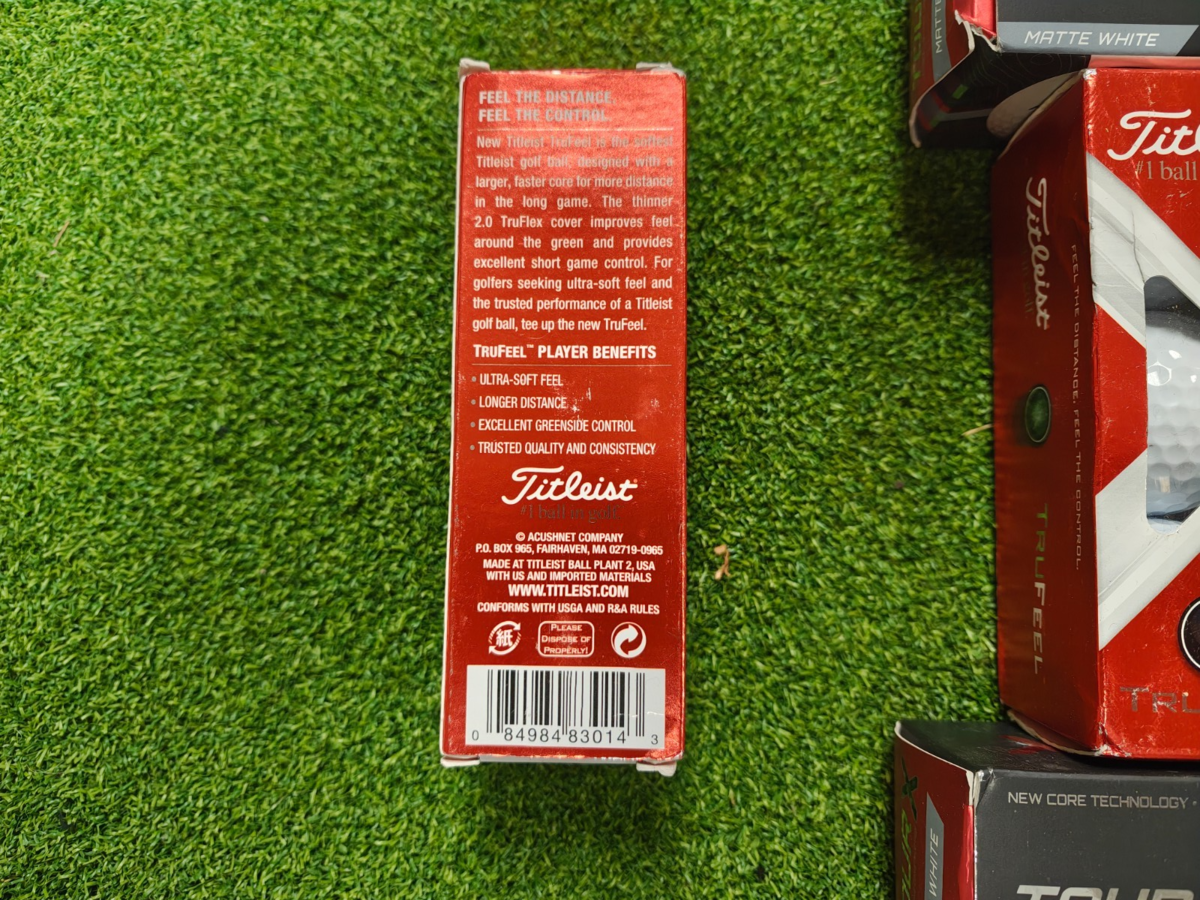 FEEL THE DISTANCE.
FEEL THE CONTROL.
New Titleist TruFeel is the softest
Titleist golf ball, designed with a
larger, faster core for more distance
in the long game. The thinner
2.0 TruFlex cover improves feel
around the green and provides
excellent short game control. For
golfers seeking ultra-soft feel and
the trusted performance of a Titleist
golf ball, tee up the new TruFeel.
TRUFEEL™ PLAYER BENEFITS
• ULTRA-SOFT FEEL
• LONGER DISTANCE
• EXCELLENT GREENSIDE CONTROL
• TRUSTED QUALITY AND CONSISTENCY
Titleist
#1 ball in golf
© ACUSHNET COMPANY
P.O. BOX 965, FAIRHAVEN, MA 02719-0965
MADE AT TITLEIST BALL PLANT 2, USA
WITH US AND IMPORTED MATERIALS
WWW.TITLEIST.COM
CONFORMS WITH USGA AND R&A RULES
紙
PLEASE
DISPOSE OF
PROPERLY!
0 84984 83014 3
MATTE
MATTE WHITE
Titl
#1 ball
Titleist
FEEL THE DISTANCE. FEEL THE CONTROL.
TRUFEEL
TRU
NEW CORE TECHNOLOGY
WHITE
TOUR